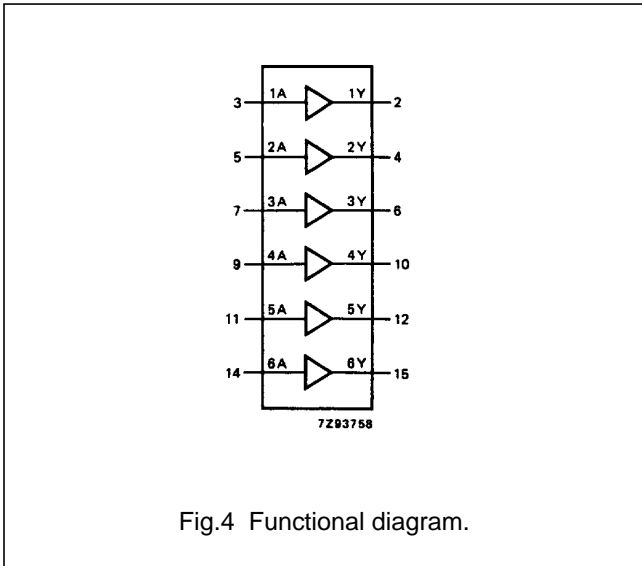 3 1A 1Y 2
5 2A 2Y 4
7 3A 3Y 6
9 4A 4Y 10
11 5A 5Y 12
14 6A 6Y 15
7Z93758
Fig.4 Functional diagram.